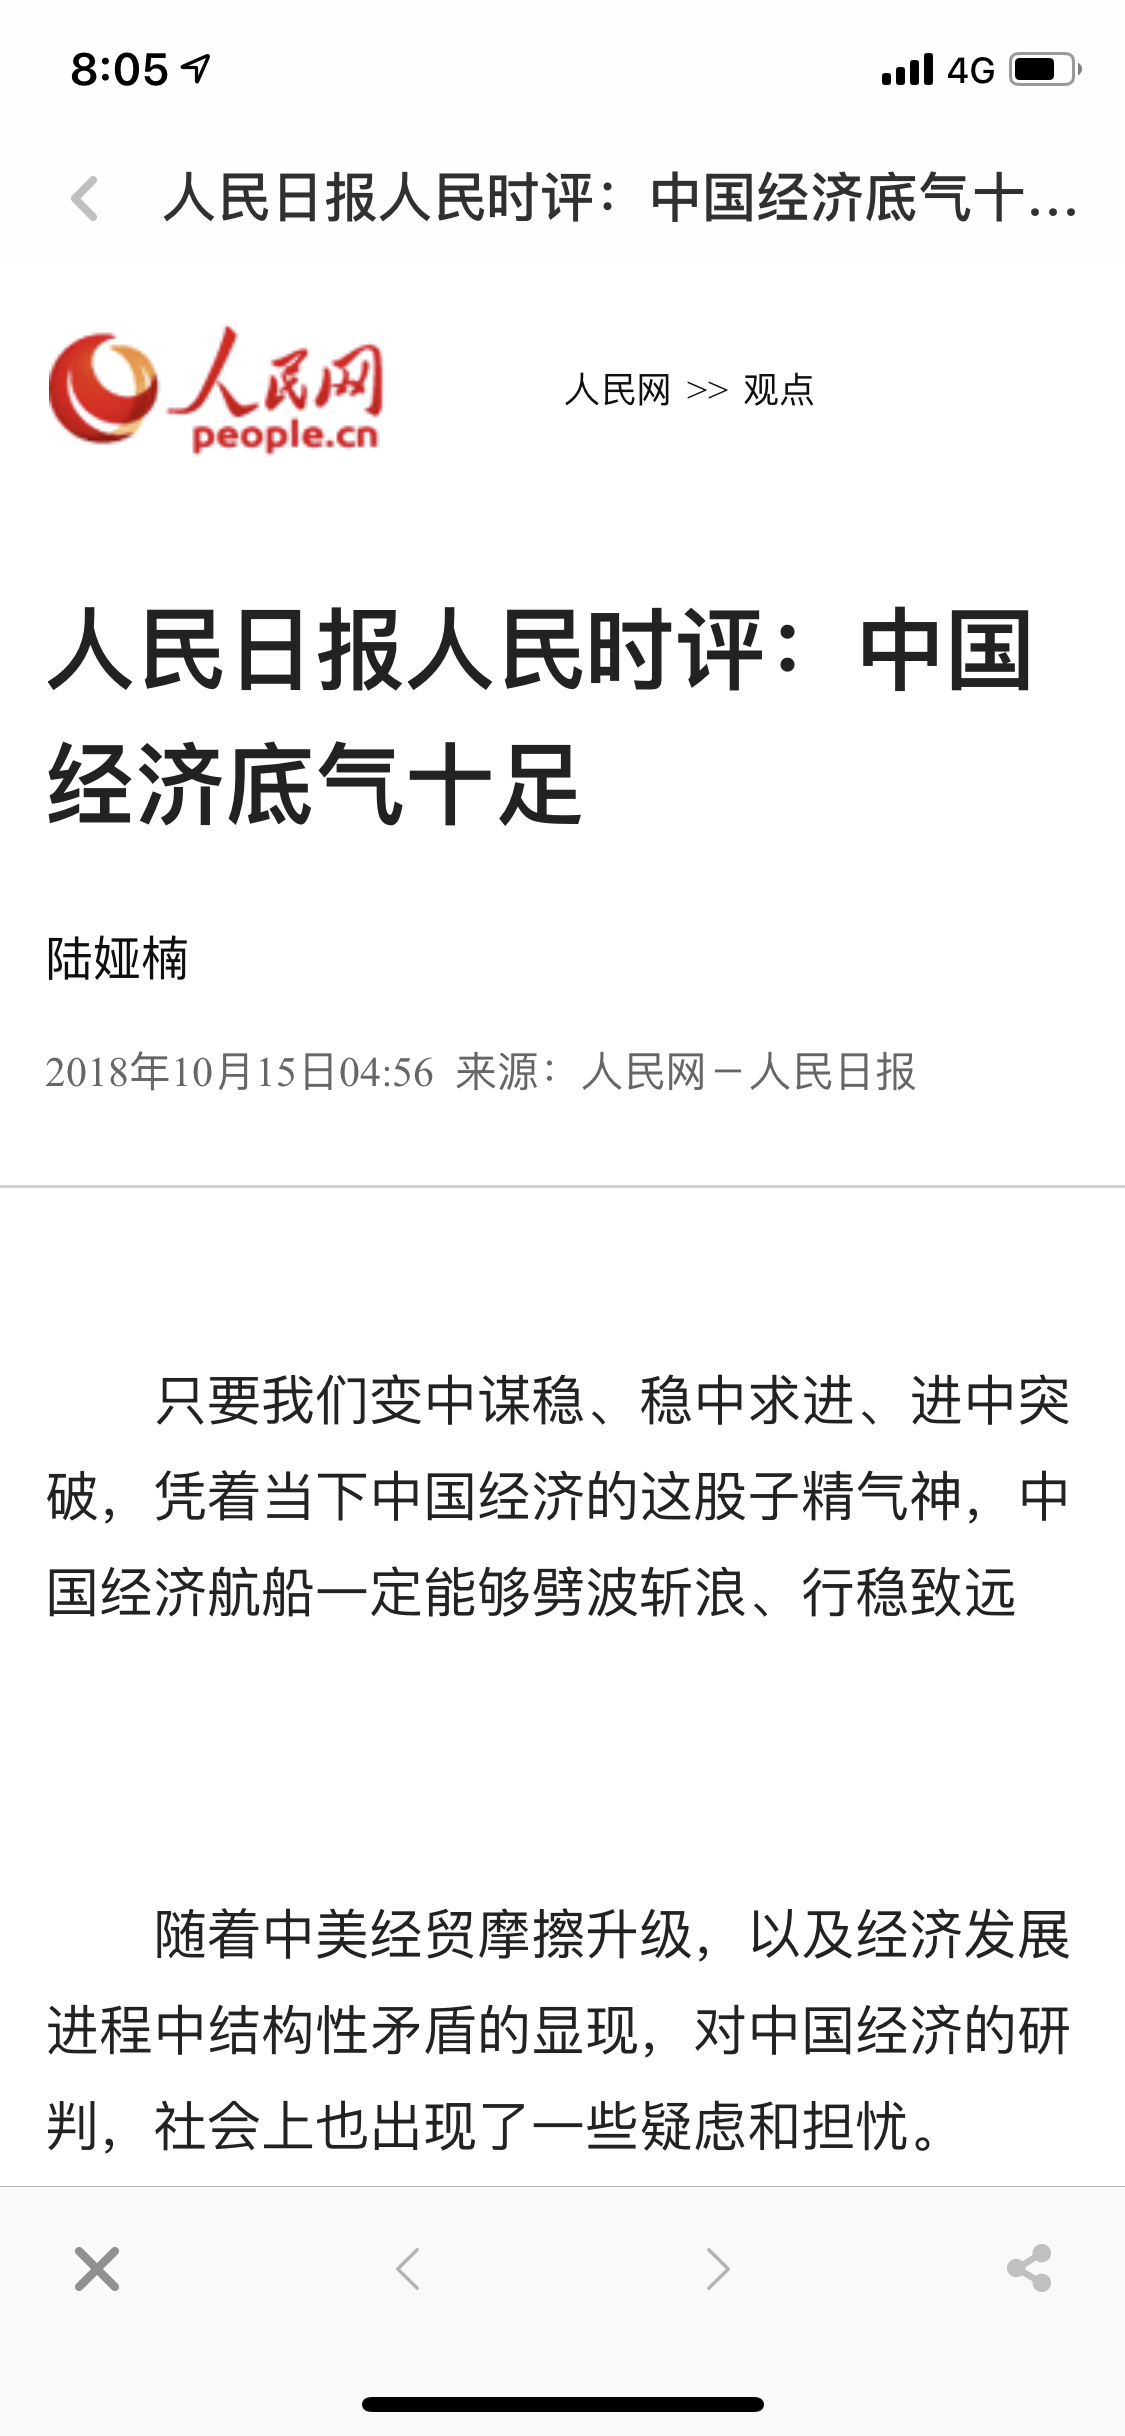 8:05
4G
人民日报人民时评：中国经济底气十...
人民网
people.cn
人民网 >> 观点
人民日报人民时评：中国
经济底气十足
陆娅楠
2018年10月15日04:56 来源：人民网－人民日报
只要我们变中谋稳、稳中求进、进中突
破，凭着当下中国经济的这股子精气神，中
国经济航船一定能够劈波斩浪、行稳致远
随着中美经贸摩擦升级，以及经济发展
进程中结构性矛盾的显现，对中国经济的研
判，社会上也出现了一些疑虑和担忧。